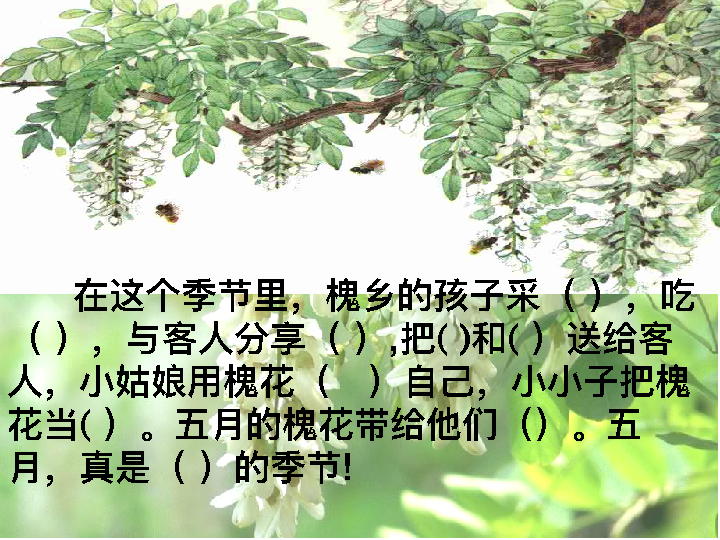 在这个季节里，槐乡的孩子采（ ），吃
（ ），与客人分享（ ）,把( )和( ）送给客
人，小姑娘用槐花（ ）自己，小小子把槐
花当( ）。五月的槐花带给他们（）。五
月，真是（ ）的季节!